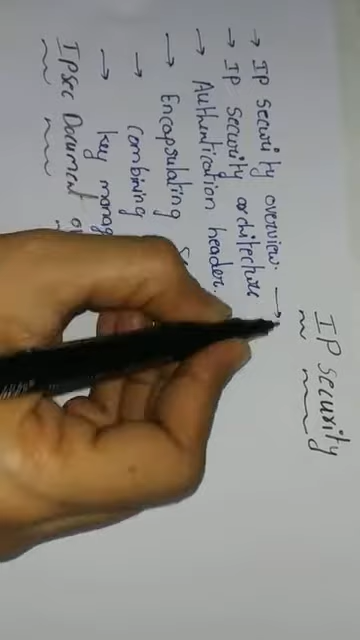 IP Security
→ IP Security overview. →
→ IP Security architecture
→ Authentication header.
→ Encapsulating
→ Combining
→ key manag
IPsec Document